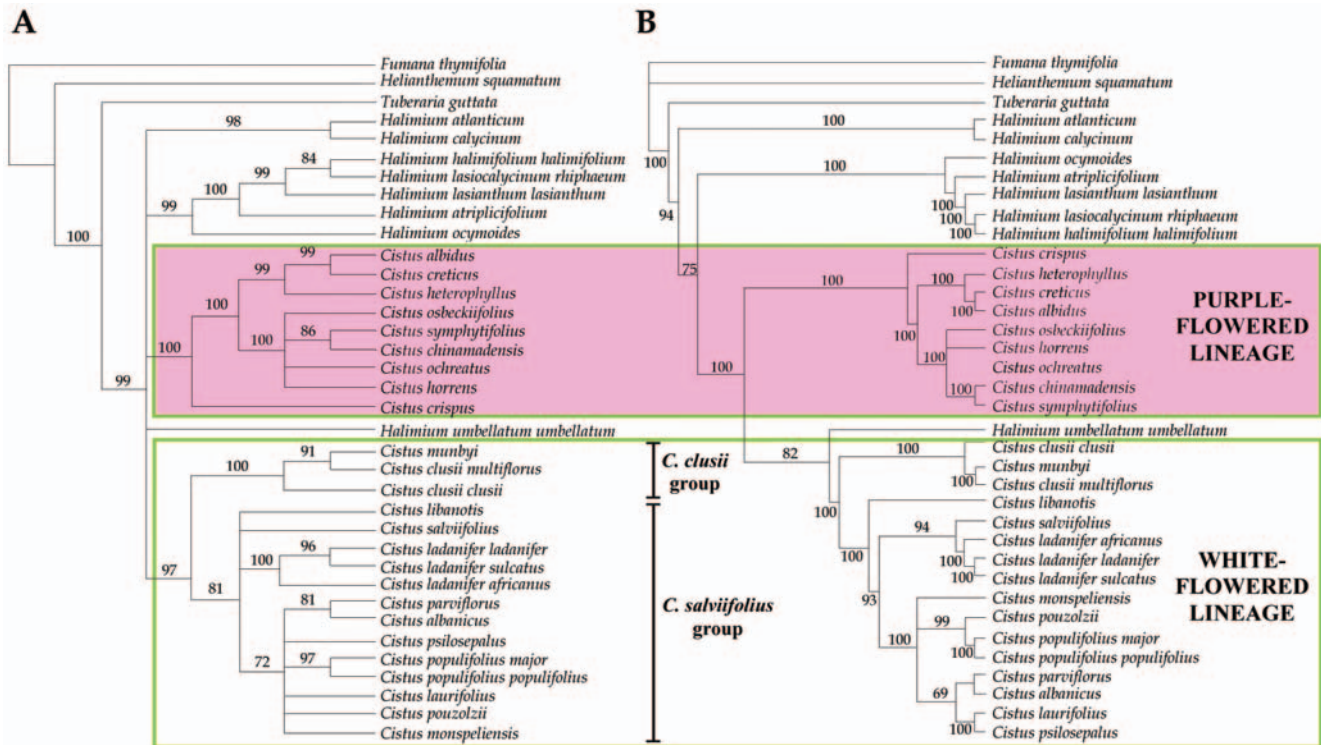 A
B
Fumana thymifolia
Helianthemum squamatum
Tuberaria guttata
Halimium atlanticum
Halimium calycinum
Halimium halimifolium halimifolium
Halimium lasiocalycinum rhiphaeum
Halimium lasianthum lasianthum
Halimium atriplicifolium
Halimium ocymoides
Cistus albidus
Cistus creticus
Cistus heterophyllus
Cistus osbeckiifolius
Cistus symphytifolius
Cistus chinamadensis
Cistus ochreatus
Cistus horrens
Cistus crispus
Halimium umbellatum umbellatum
Cistus munbyi
Cistus clusii multiflorus
Cistus clusii clusii
Cistus libanotis
Cistus salviifolius
Cistus ladanifer ladanifer
Cistus ladanifer sulcatus
Cistus ladanifer africanus
Cistus parviflorus
Cistus albanicus
Cistus psilosepalus
Cistus populifolius major
Cistus populifolius populifolius
Cistus laurifolius
Cistus pouzolzii
Cistus monspeliensis
98
84
99
100
99
100
99
99
100
100
86
100
99
91
100
96
100
97
81
81
72
97
C. clusii
group
C. salviifolius
group
Fumana thymifolia
Helianthemum squamatum
Tuberaria guttata
Halimium atlanticum
Halimium calycinum
Halimium ocymoides
Halimium atriplicifolium
Halimium lasianthum lasianthum
Halimium lasiocalycinum rhiphaeum
Halimium halimifolium halimifolium
Cistus crispus
Cistus heterophyllus
Cistus creticus
Cistus albidus
Cistus osbeckiifolius
Cistus horrens
Cistus ochreatus
Cistus chinamadensis
Cistus symphytifolius
Halimium umbellatum umbellatum
Cistus clusii clusii
Cistus munbyi
Cistus clusii multiflorus
Cistus libanotis
Cistus salviifolius
Cistus ladanifer africanus
Cistus ladanifer ladanifer
Cistus ladanifer sulcatus
Cistus monspeliensis
Cistus pouzolzii
Cistus populifolius major
Cistus populifolius populifolius
Cistus parviflorus
Cistus albanicus
Cistus laurifolius
Cistus psilosepalus
100
100
100
94
100
100
75
100
100
100
100
100
100
100
82
100
100
100
94
100
100
100
93
99
100
100
69
100
PURPLE-
FLOWERED
LINEAGE
WHITE-
FLOWERED
LINEAGE